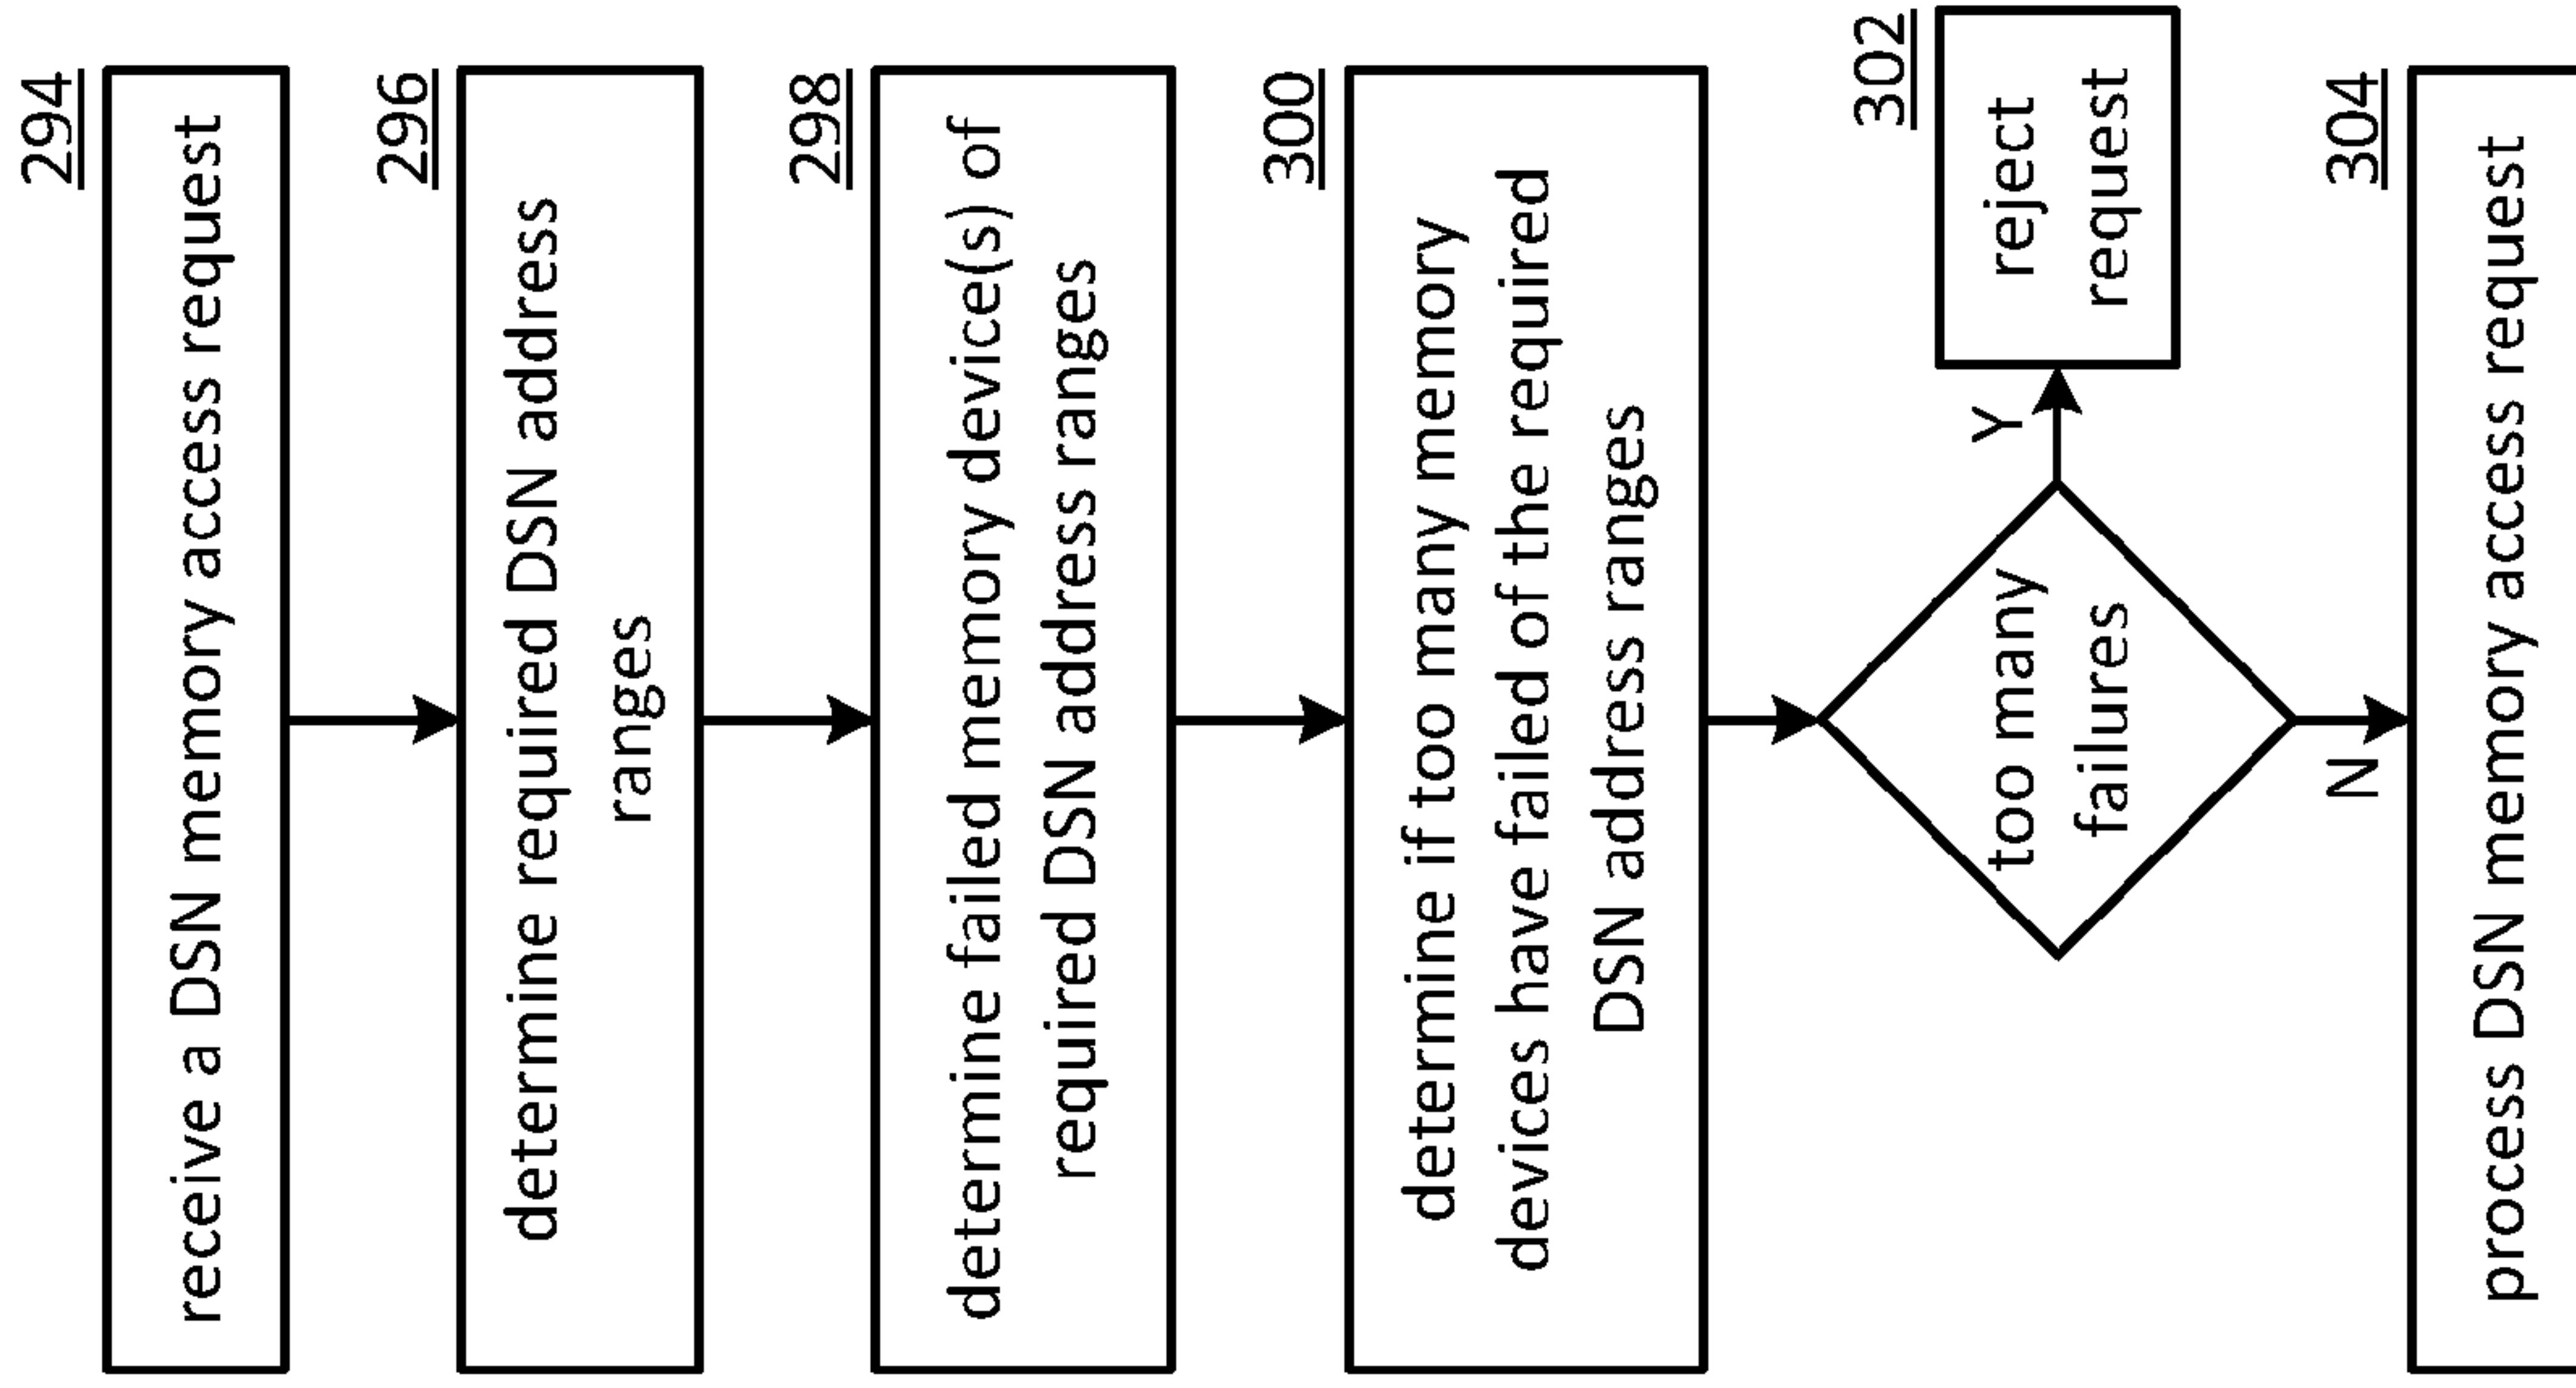 294
receive a DSN memory access request
296
determine required DSN address
ranges
298
determine failed memory device(s) of
required DSN address ranges
300
determine if too many memory
devices have failed of the required
DSN address ranges
too many
failures
Y
302
reject
request
N
304
process DSN memory access request